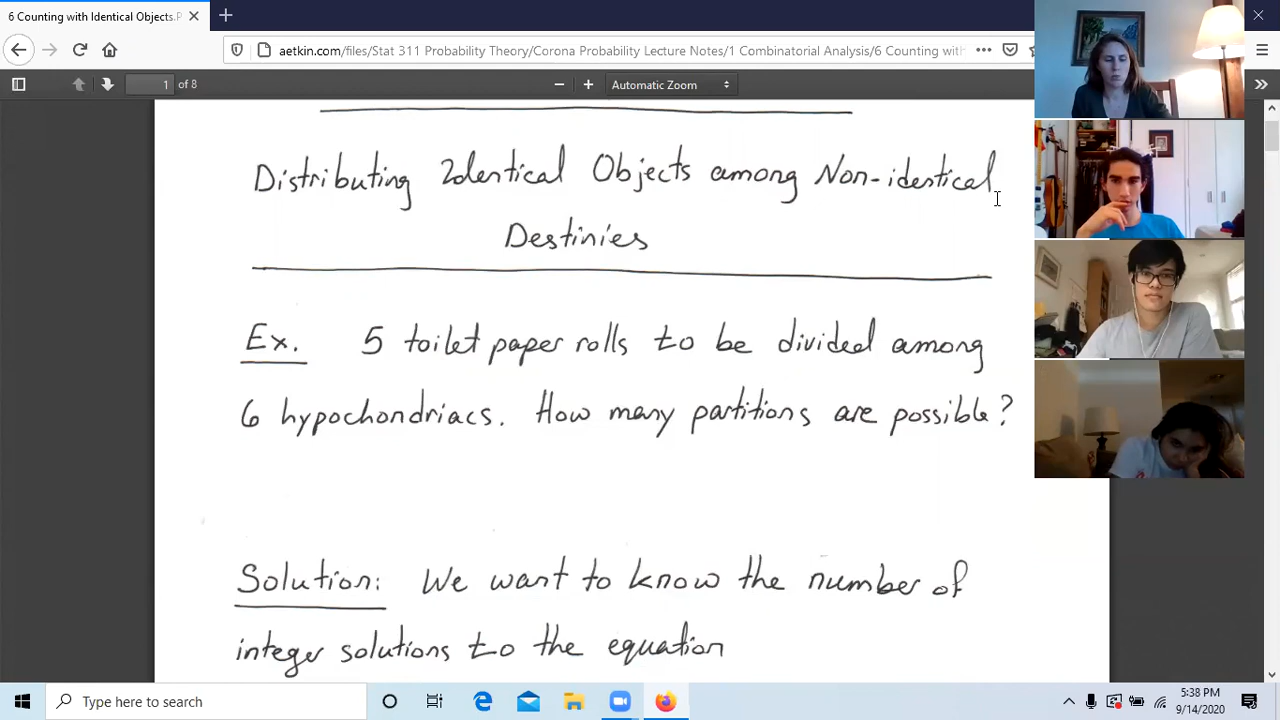 6 Counting with Identical Objects.P
aetkin.com/files/Stat 311 Probability Theory/Corona Probability Lecture Notes/1 Combinatorial Analysis/6 Counting with
1 of 8
Automatic Zoom
Distributing Identical Objects among Non-identical
Destinies
Ex. 5 toilet paper rolls to be divided among
6 hypochondriacs. How many partitions are possible?
Solution: We want to know the number of
integer solutions to the equation
Type here to search
5:38 PM
9/14/2020